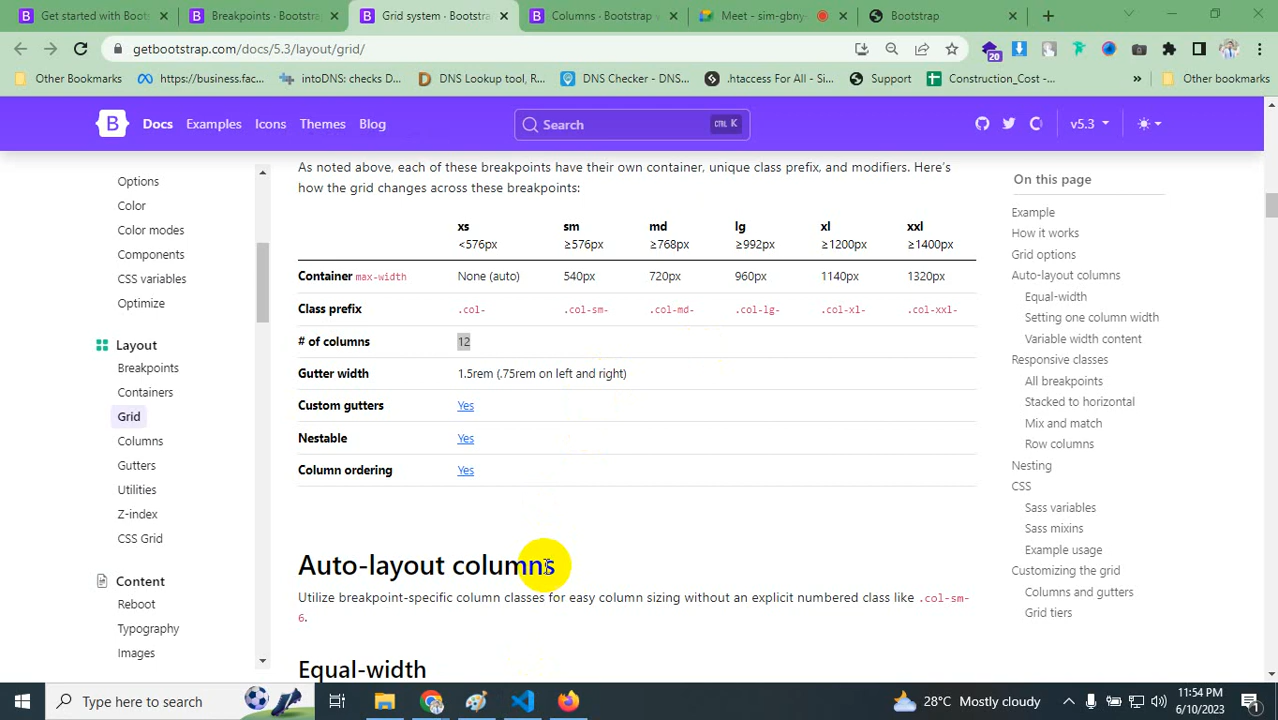 Get started with Boots
Breakpoints · Bootstra
Grid system · Bootstra
Columns · Bootstrap
Meet - sim-gbny-
Bootstrap
getbootstrap.com/docs/5.3/layout/grid/
20
Other Bookmarks
https://business.fac...
intoDNS: checks D...
DNS Lookup tool, R...
DNS Checker - DNS...
.htaccess For All - Si...
Support
Construction_Cost -...
»
Other bookmarks
B
Docs
Examples
Icons
Themes
Blog
Search
CTRL K
v5.3
Options
Color
Color modes
Components
CSS variables
Optimize
Layout
Breakpoints
Containers
Grid
Columns
Gutters
Utilities
Z-index
CSS Grid
Content
Reboot
Typography
Images
As noted above, each of these breakpoints have their own container, unique class prefix, and modifiers. Here's
how the grid changes across these breakpoints:
xs sm md lg xl xxl
<576px ≥576px ≥768px ≥992px ≥1200px ≥1400px
Container max-width None (auto) 540px 720px 960px 1140px 1320px
Class prefix .col- .col-sm- .col-md- .col-lg- .col-xl- .col-xxl-
# of columns 12
Gutter width 1.5rem (.75rem on left and right)
Custom gutters Yes
Nestable Yes
Column ordering Yes
Auto-layout columns
Utilize breakpoint-specific column classes for easy column sizing without an explicit numbered class like .col-sm-
6.
Equal-width
On this page
Example
How it works
Grid options
Auto-layout columns
Equal-width
Setting one column width
Variable width content
Responsive classes
All breakpoints
Stacked to horizontal
Mix and match
Row columns
Nesting
CSS
Sass variables
Sass mixins
Example usage
Customizing the grid
Columns and gutters
Grid tiers
Type here to search
28°C Mostly cloudy
11:54 PM
6/10/2023
1